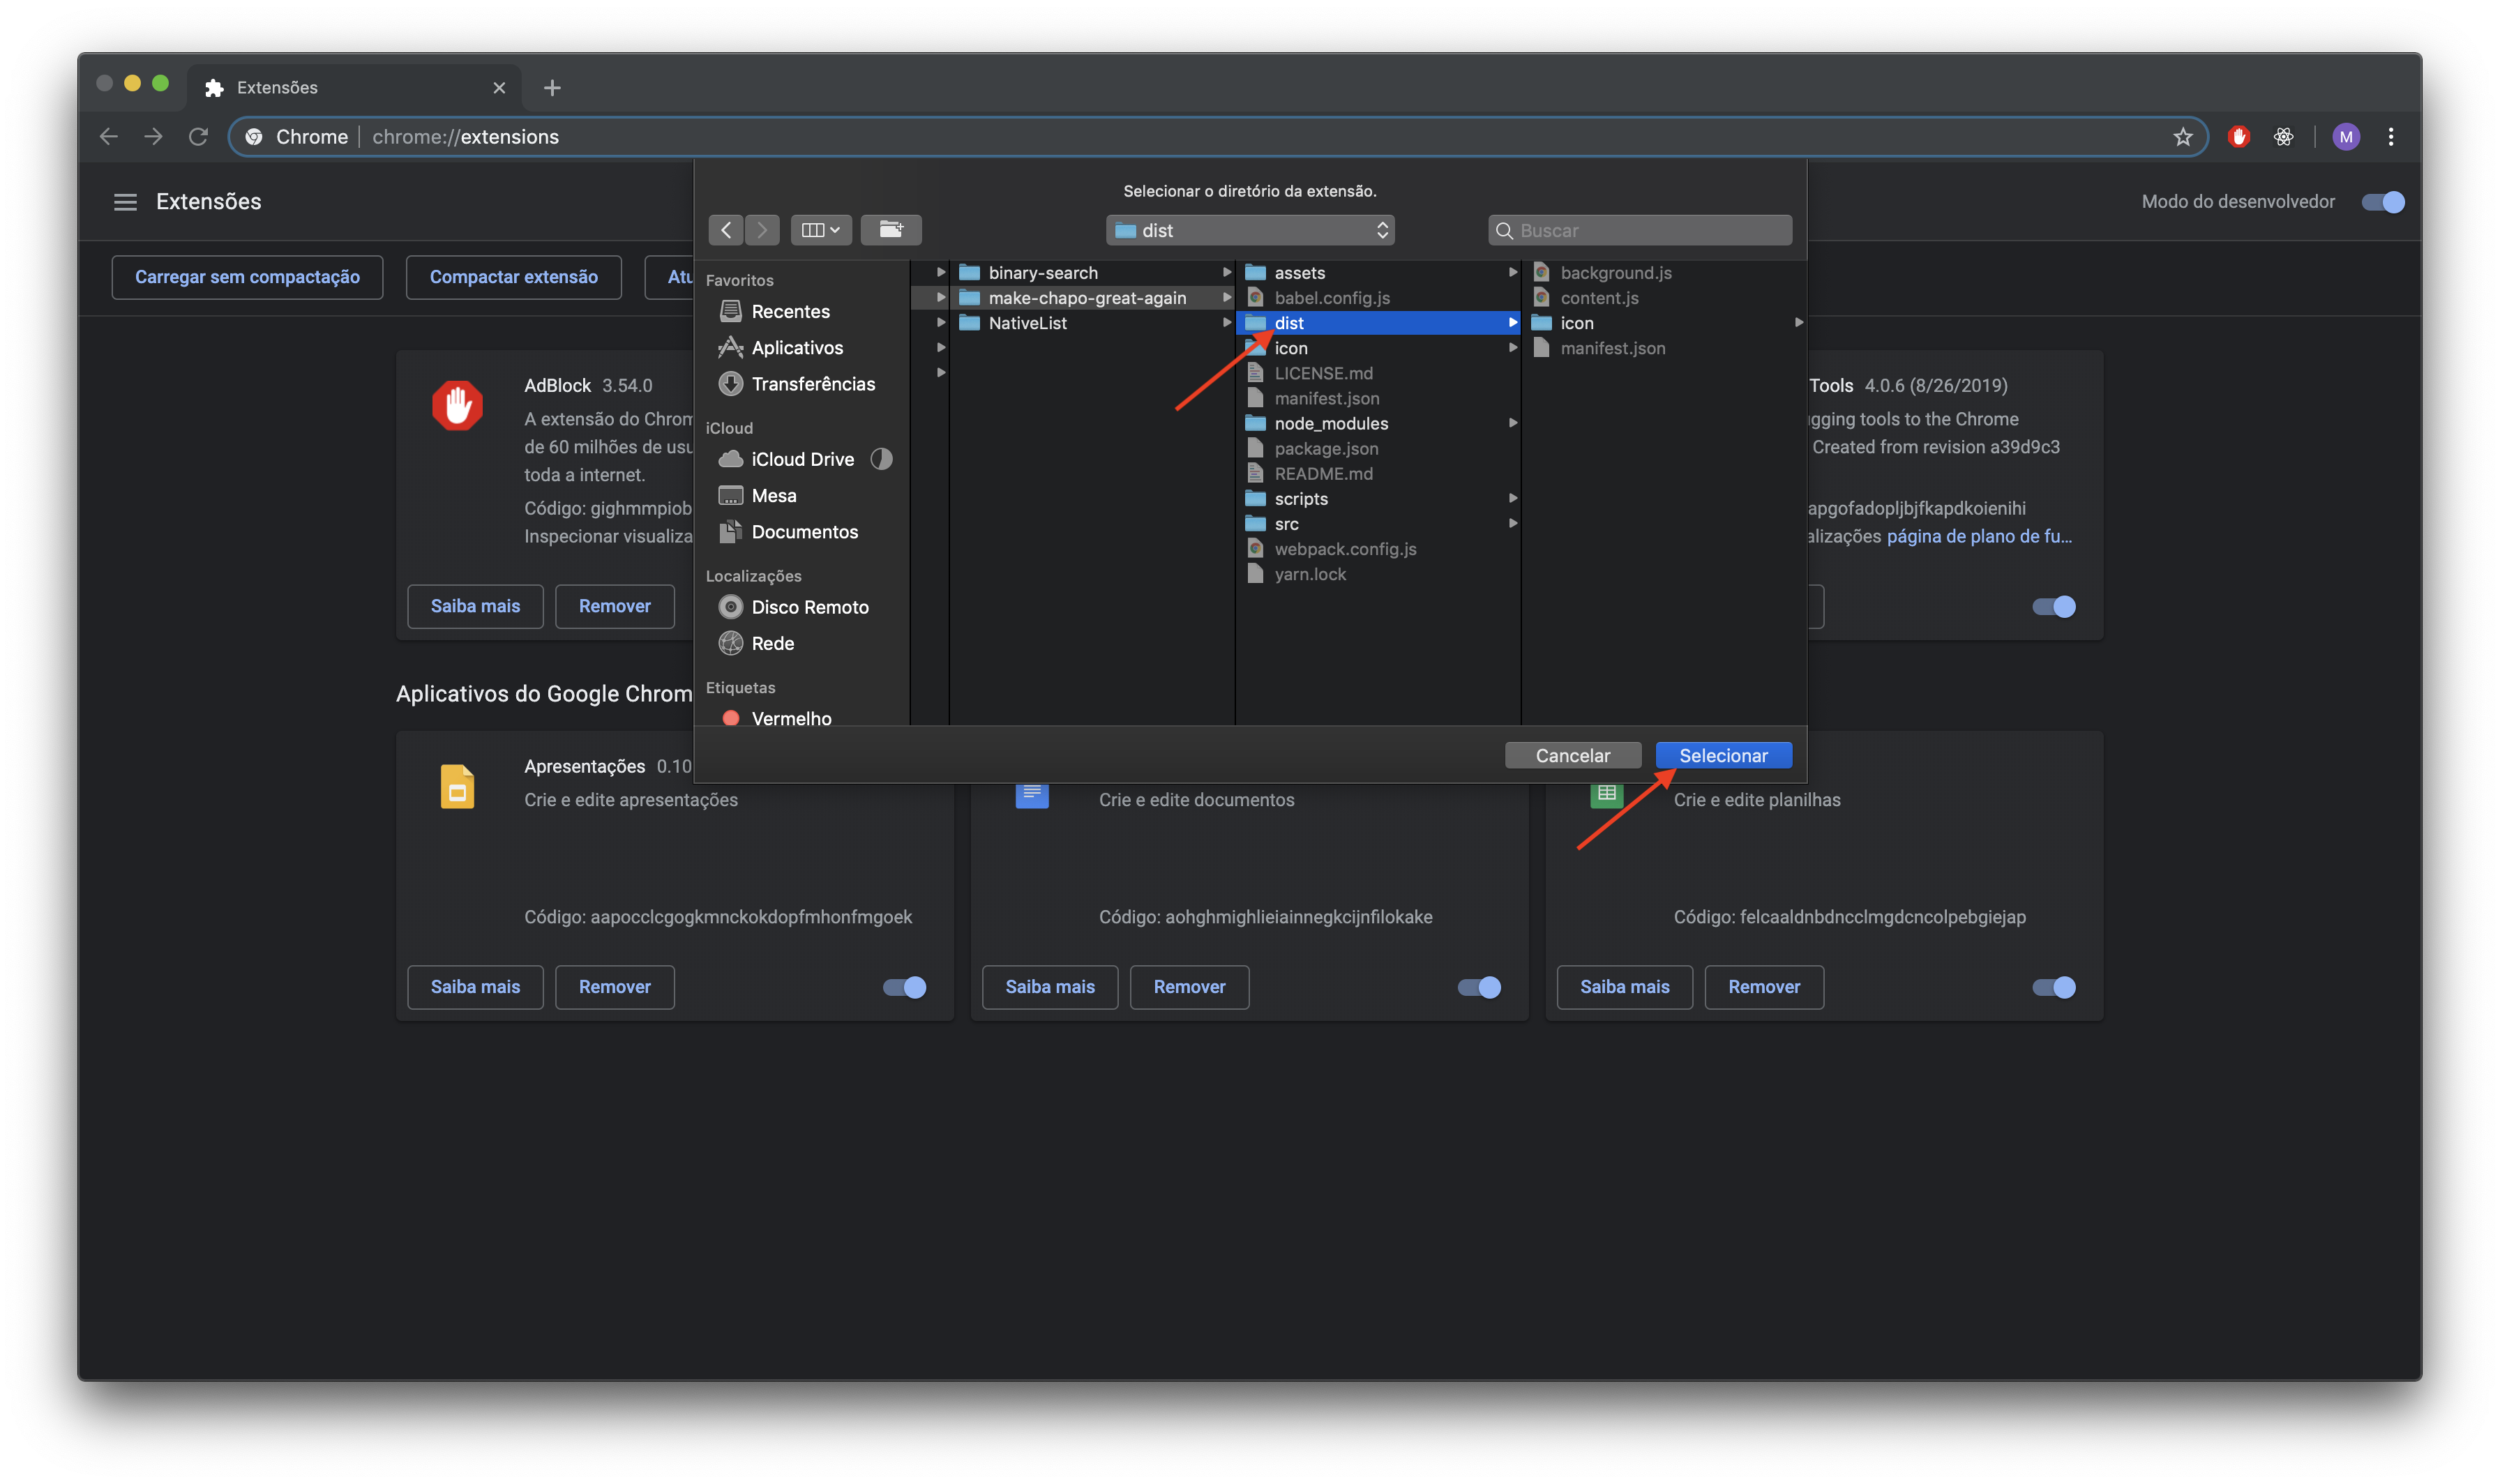 Extensões
Chrome
chrome://extensions
M
Extensões
Modo do desenvolvedor
Carregar sem compactação
Compactar extensão
Atu
Selecionar o diretório da extensão.
dist
Buscar
Favoritos
Recentes
Aplicativos
Transferências
iCloud
iCloud Drive
Mesa
Documentos
Localizações
Disco Remoto
Rede
Etiquetas
Vermelho
binary-search
make-chapo-great-again
NativeList
assets
babel.config.js
dist
icon
LICENSE.md
manifest.json
node_modules
package.json
README.md
scripts
src
webpack.config.js
yarn.lock
background.js
content.js
icon
manifest.json
Cancelar
Selecionar
AdBlock 3.54.0
A extensão do Chrom
de 60 milhões de usu
toda a internet.
Código: gighmmpiob
Inspecionar visualiza
Saiba mais
Remover
Tools 4.0.6 (8/26/2019)
gging tools to the Chrome
Created from revision a39d9c3
apgofadopljbjfkapdkoienihi
alizações página de plano de fu...
Aplicativos do Google Chrom
Apresentações 0.10
Crie e edite apresentações
Código: aapocclcgogkmnckokdopfmhonfmgoek
Saiba mais
Remover
Crie e edite documentos
Código: aohghmighlieiainnegkcijnfilokake
Saiba mais
Remover
Crie e edite planilhas
Código: felcaaldnbdncclmgdcncolpebgiejap
Saiba mais
Remover